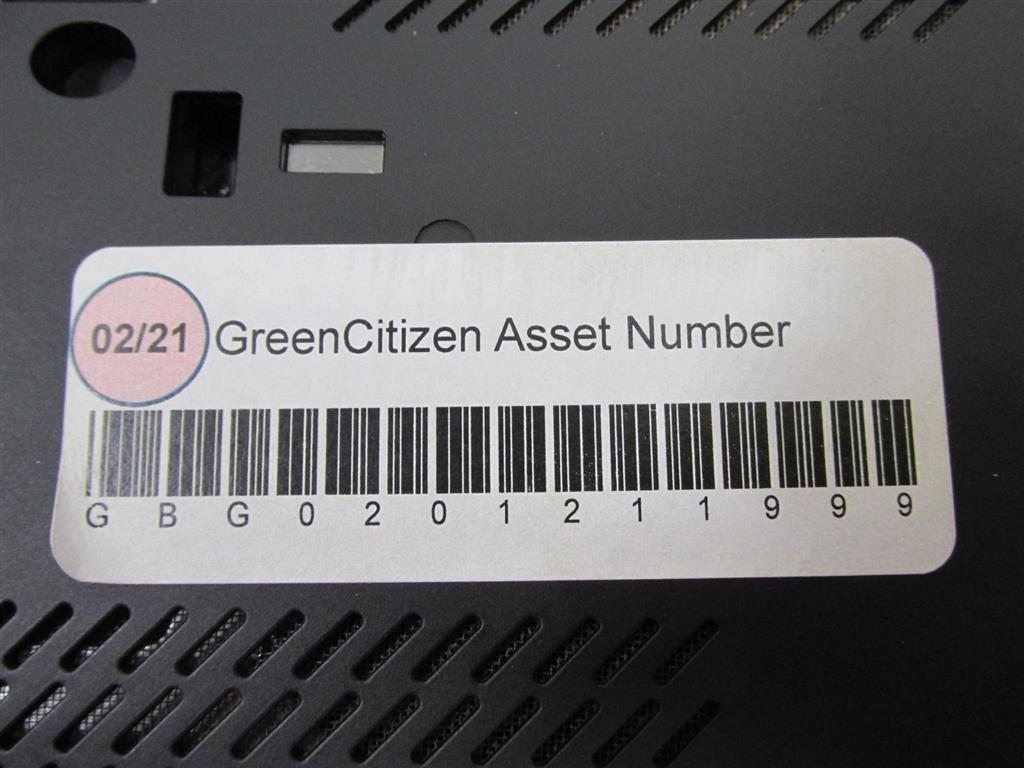 02/21 GreenCitizen Asset Number
G B G 0 2 0 1 2 1 1 9 9 9